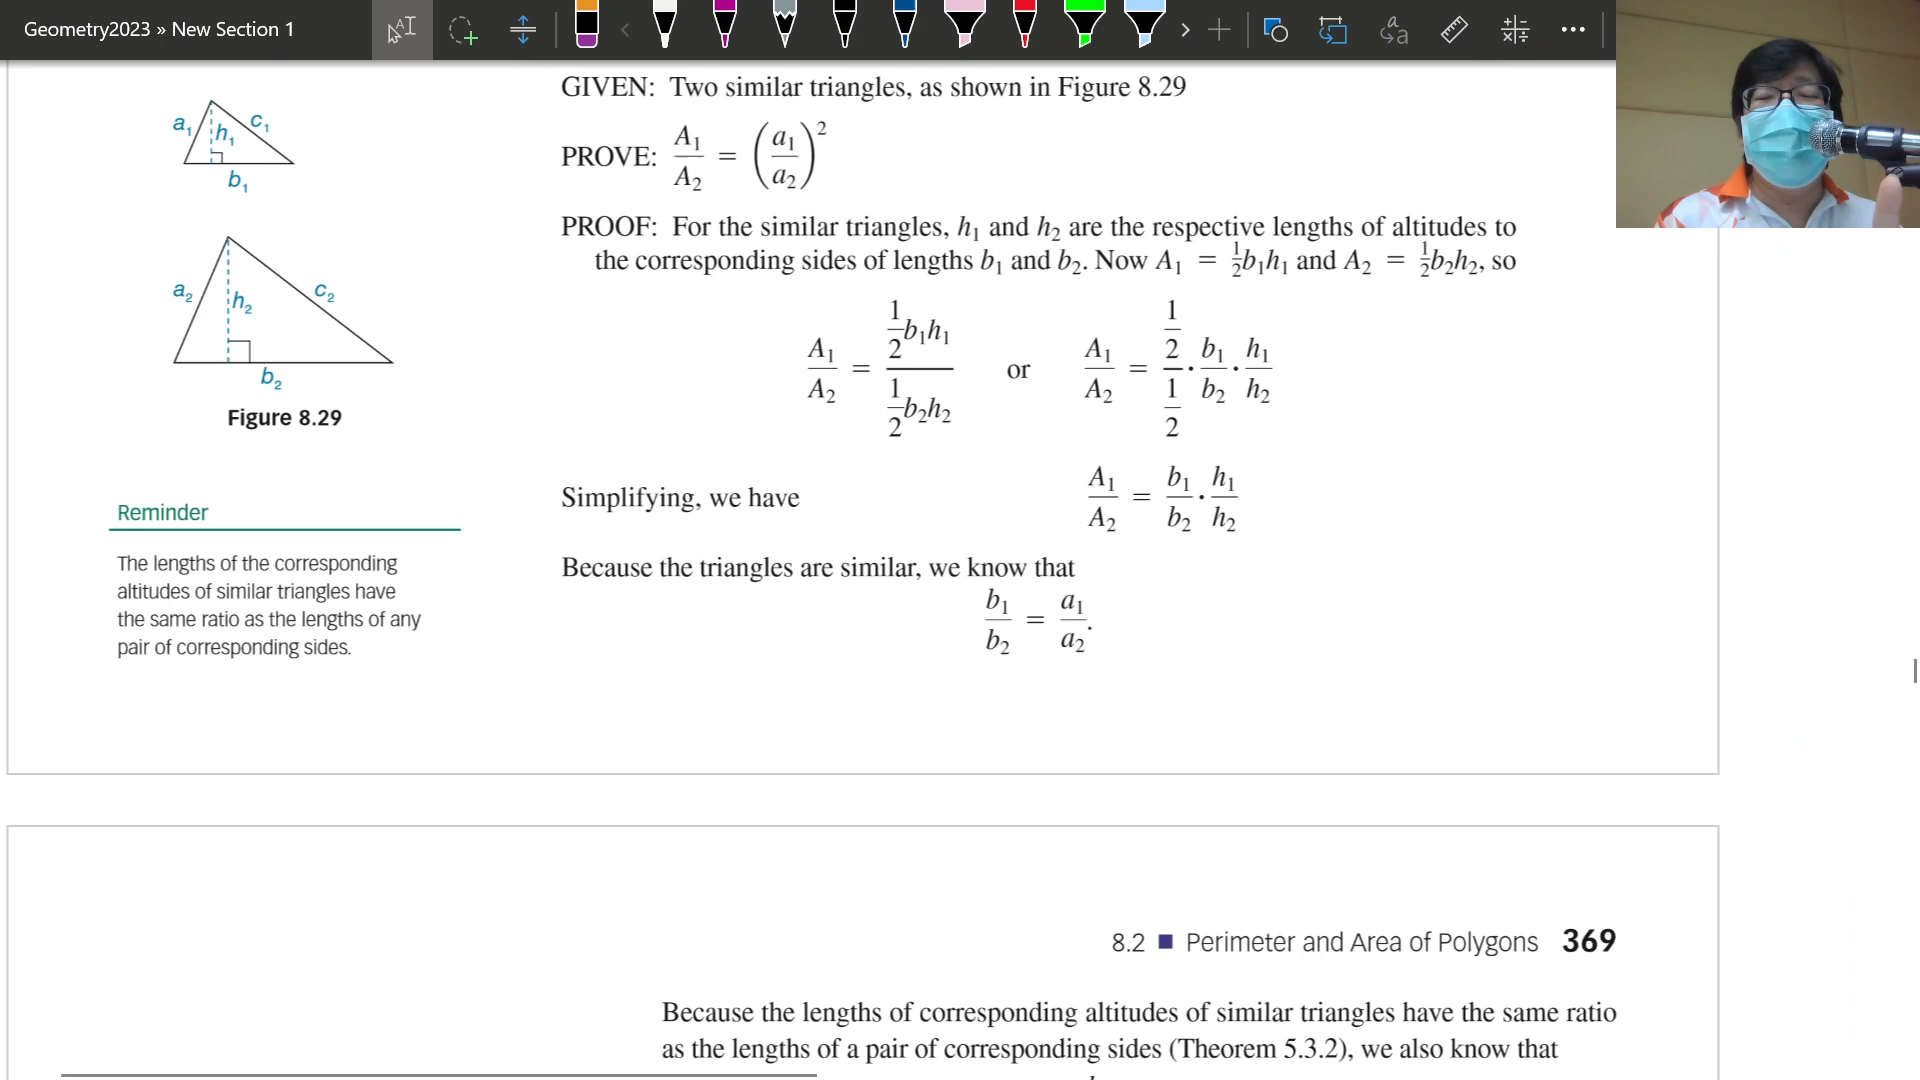 Geometry2023 » New Section 1
GIVEN: Two similar triangles, as shown in Figure 8.29
PROVE: A₁/A₂ = (a₁/a₂)²
PROOF: For the similar triangles, h₁ and h₂ are the respective lengths of altitudes to
the corresponding sides of lengths b₁ and b₂. Now A₁ = ½b₁h₁ and A₂ = ½b₂h₂, so
A₁/A₂ = (½b₁h₁)/(½b₂h₂) or A₁/A₂ = (½)/(½) · b₁/b₂ · h₁/h₂
Simplifying, we have A₁/A₂ = b₁/b₂ · h₁/h₂
Because the triangles are similar, we know that
b₁/b₂ = a₁/a₂.
a₁ h₁ c₁
b₁
a₂ h₂ c₂
b₂
Figure 8.29
Reminder
The lengths of the corresponding
altitudes of similar triangles have
the same ratio as the lengths of any
pair of corresponding sides.
8.2 ■ Perimeter and Area of Polygons 369
Because the lengths of corresponding altitudes of similar triangles have the same ratio
as the lengths of a pair of corresponding sides (Theorem 5.3.2), we also know that